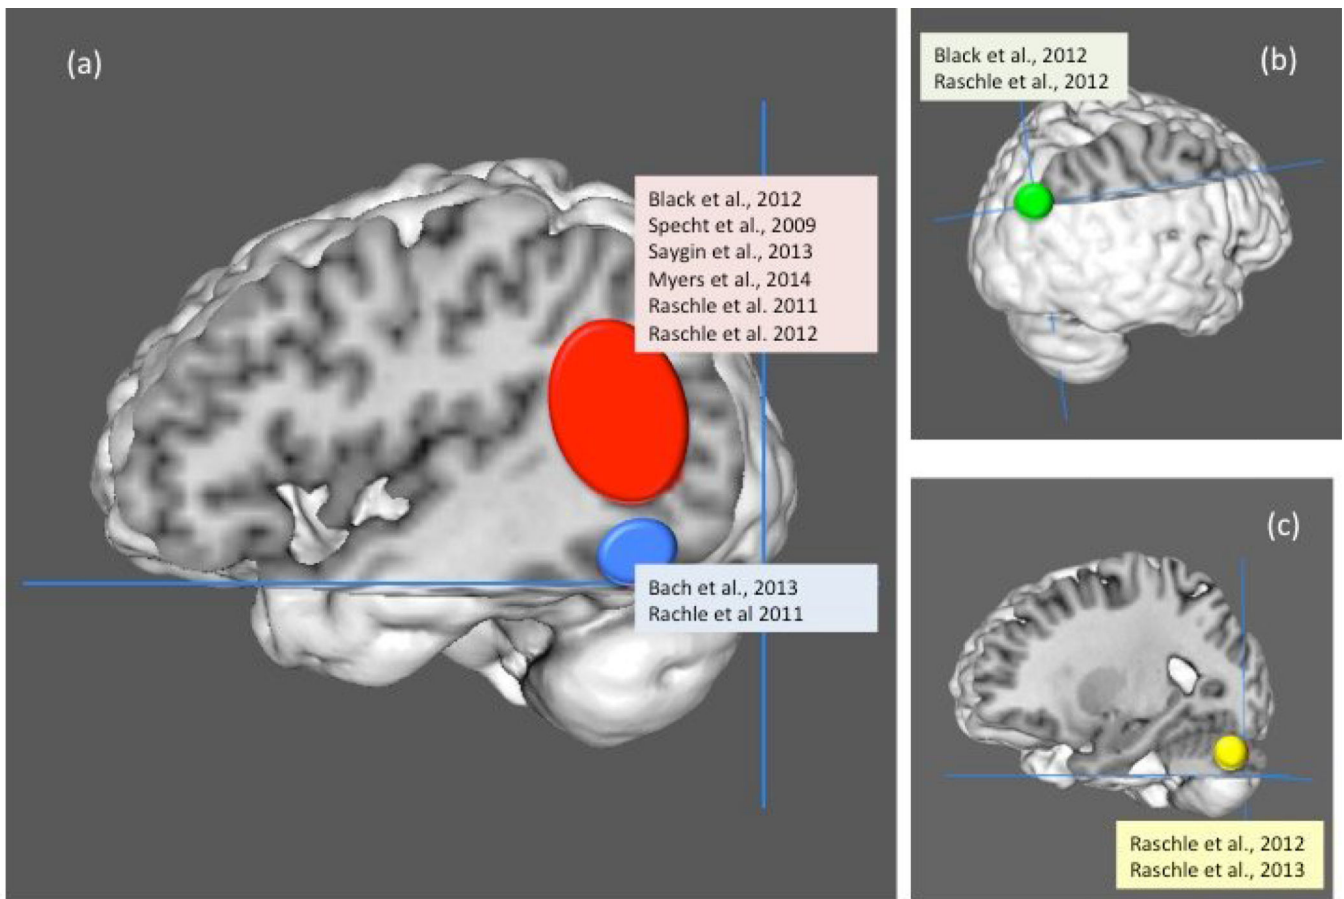 (a)
Black et al., 2012
Specht et al., 2009
Saygin et al., 2013
Myers et al., 2014
Raschle et al. 2011
Raschle et al. 2012
Bach et al., 2013
Rachle et al 2011
Black et al., 2012
Raschle et al., 2012
(b)
(c)
Raschle et al., 2012
Raschle et al., 2013